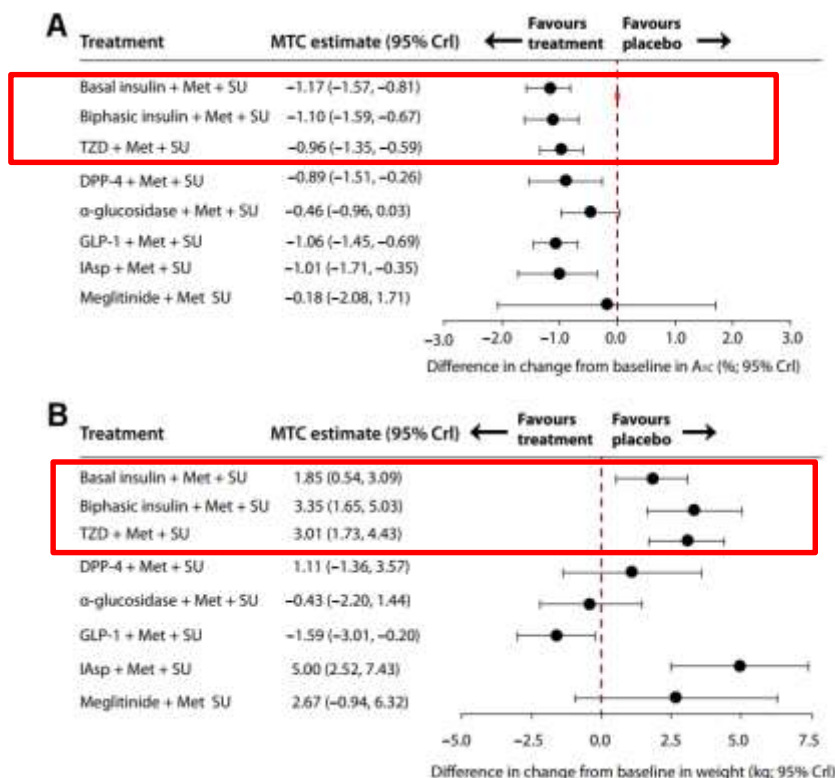 A
Treatment MTC estimate (95% CrI) Favours treatment Favours placebo
Basal insulin + Met + SU −1.17 (−1.57, −0.81)
Biphasic insulin + Met + SU −1.10 (−1.59, −0.67)
TZD + Met + SU −0.96 (−1.35, −0.59)
DPP-4 + Met + SU −0.89 (−1.51, −0.26)
α-glucosidase + Met + SU −0.46 (−0.96, 0.03)
GLP-1 + Met + SU −1.06 (−1.45, −0.69)
IAsp + Met + SU −1.01 (−1.71, −0.35)
Meglitinide + Met SU −0.18 (−2.08, 1.71)
−3.0 −2.0 −1.0 0.0 1.0 2.0 3.0
Difference in change from baseline in A1C (%; 95% CrI)
B
Treatment MTC estimate (95% CrI) Favours treatment Favours placebo
Basal insulin + Met + SU 1.85 (0.54, 3.09)
Biphasic insulin + Met + SU 3.35 (1.65, 5.03)
TZD + Met + SU 3.01 (1.73, 4.43)
DPP-4 + Met + SU 1.11 (−1.36, 3.57)
α-glucosidase + Met + SU −0.43 (−2.20, 1.44)
GLP-1 + Met + SU −1.59 (−3.01, −0.20)
IAsp + Met + SU 5.00 (2.52, 7.43)
Meglitinide + Met SU 2.67 (−0.94, 6.32)
−5.0 −2.5 0.0 2.5 5.0 7.5
Difference in change from baseline in weight (kg; 95% CrI)